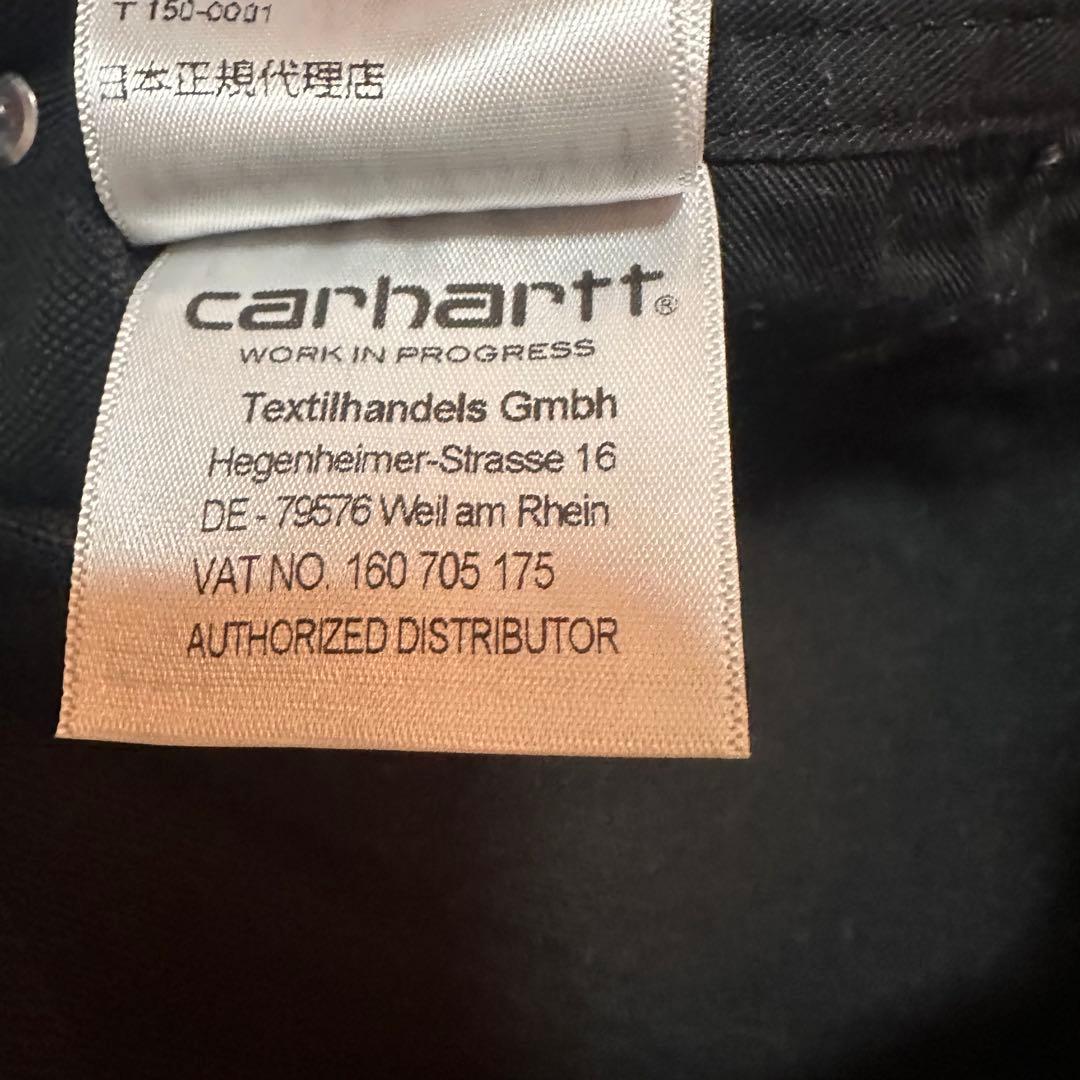 〒150-0001
日本正規代理店
carhartt®
WORK IN PROGRESS
Textilhandels Gmbh
Hegenheimer-Strasse 16
DE - 79576 Weil am Rhein
VAT NO. 160 705 175
AUTHORIZED DISTRIBUTOR